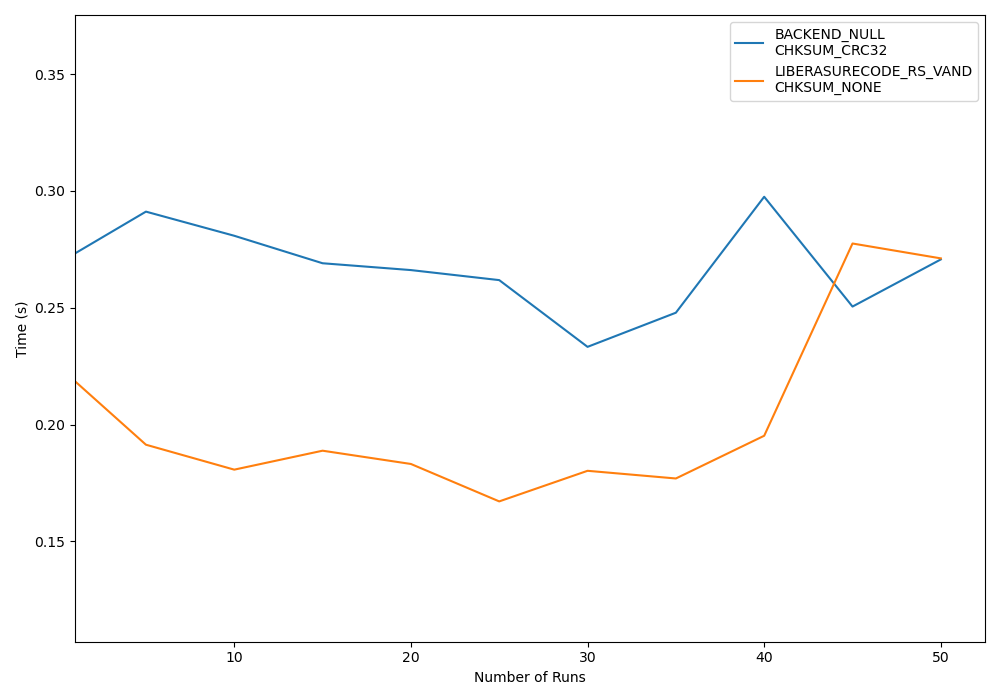 BACKEND_NULL
CHKSUM_CRC32
LIBERASURECODE_RS_VAND
CHKSUM_NONE
0.35
0.30
0.25
0.20
0.15
Time (s)
10 20 30 40 50
Number of Runs